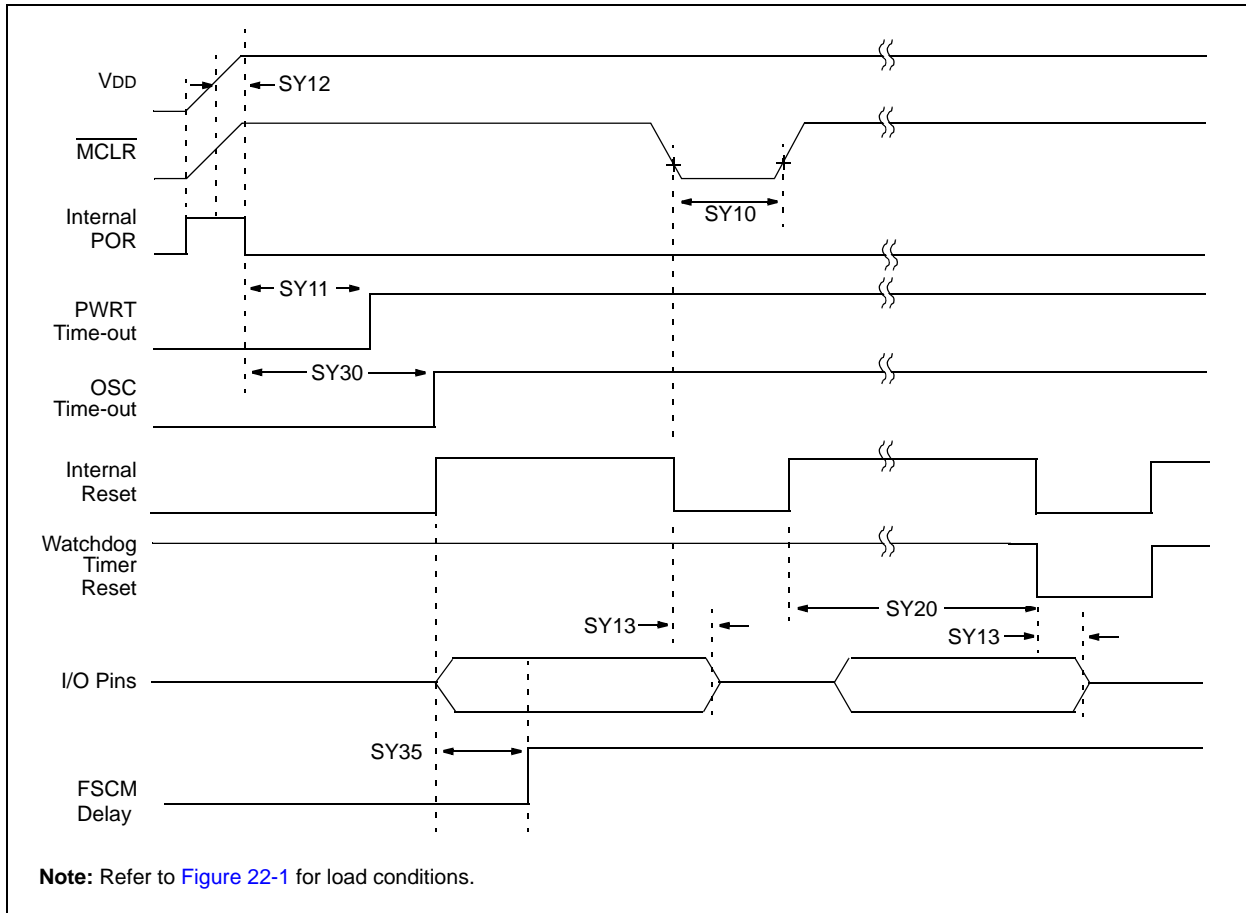 VDD
SY12
MCLR
SY10
Internal
POR
SY11
PWRT
Time-out
SY30
OSC
Time-out
Internal
Reset
Watchdog
Timer
Reset
SY20
SY13
SY13
I/O Pins
SY35
FSCM
Delay
Note: Refer to Figure 22-1 for load conditions.